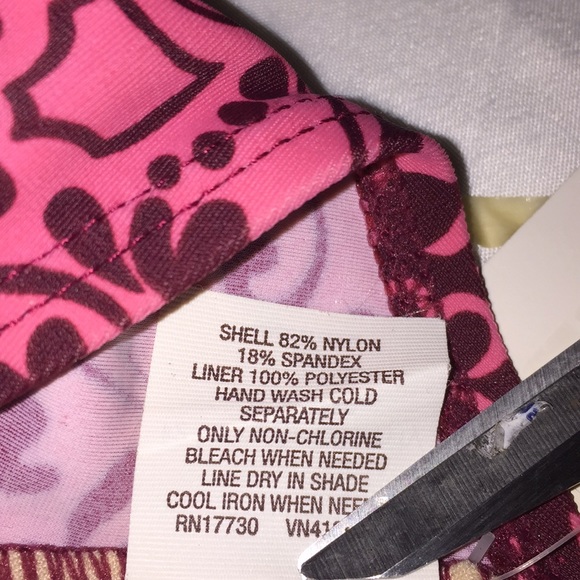 SHELL 82% NYLON
18% SPANDEX
LINER 100% POLYESTER
HAND WASH COLD
SEPARATELY
ONLY NON-CHLORINE
BLEACH WHEN NEEDED
LINE DRY IN SHADE
COOL IRON WHEN
RN17730